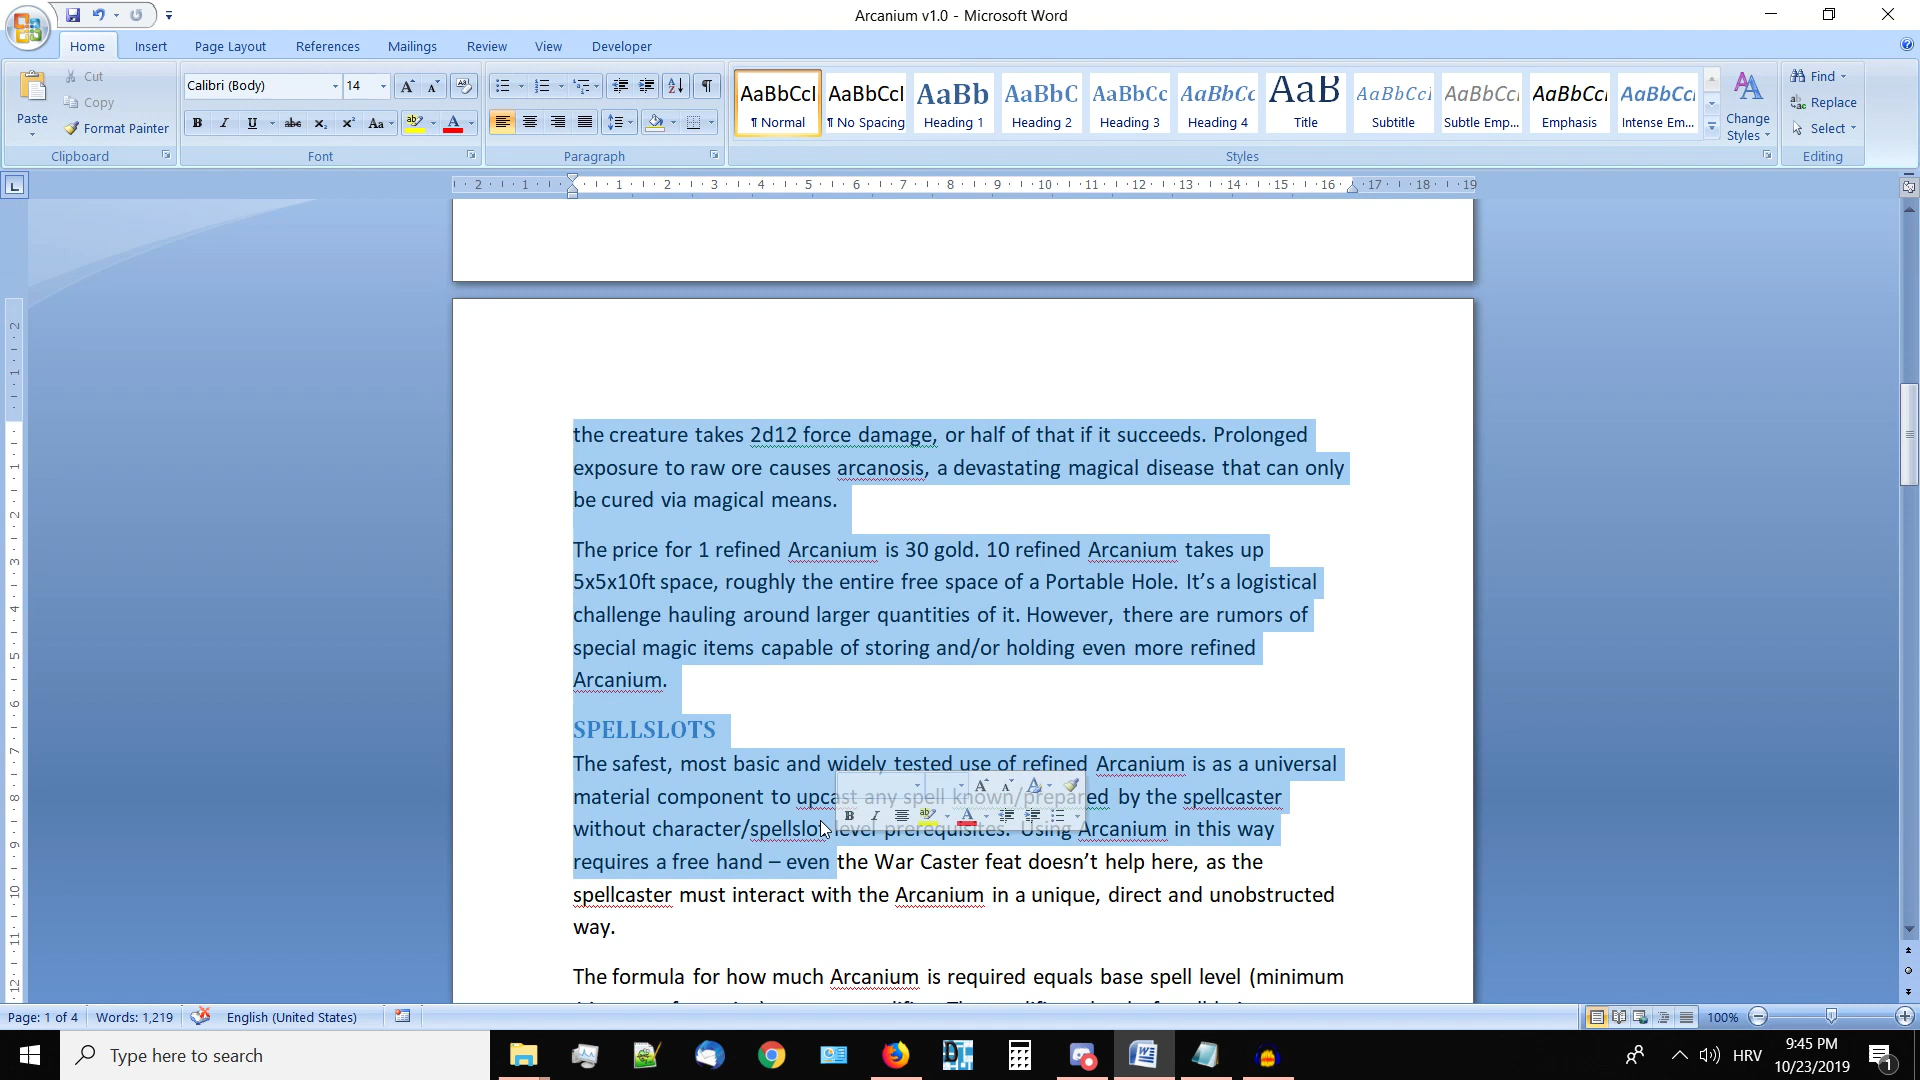 Arcanium v1.0 - Microsoft Word
Home Insert Page Layout References Mailings Review View Developer
Paste
Cut
Copy
Format Painter
Clipboard
Calibri (Body) 14
Font
Paragraph
AaBbCcI AaBbCcI AaBb AaBbC AaBbCc AaBbCc AaB AaBbCcI AaBbCcI AaBbCcI AaBbCcI
¶ Normal ¶ No Spacing Heading 1 Heading 2 Heading 3 Heading 4 Title Subtitle Subtle Emp... Emphasis Intense Em...
Change
Styles
Styles
Find
Replace
Select
Editing
the creature takes 2d12 force damage, or half of that if it succeeds. Prolonged
exposure to raw ore causes arcanosis, a devastating magical disease that can only
be cured via magical means.
The price for 1 refined Arcanium is 30 gold. 10 refined Arcanium takes up
5x5x10ft space, roughly the entire free space of a Portable Hole. It’s a logistical
challenge hauling around larger quantities of it. However, there are rumors of
special magic items capable of storing and/or holding even more refined
Arcanium.
SPELLSLOTS
The safest, most basic and widely tested use of refined Arcanium is as a universal
material component to upcast any spell known/prepared by the spellcaster
without character/spellslot level prerequisites. Using Arcanium in this way
requires a free hand – even the War Caster feat doesn’t help here, as the
spellcaster must interact with the Arcanium in a unique, direct and unobstructed
way.
The formula for how much Arcanium is required equals base spell level (minimum
Page: 1 of 4 Words: 1,219 English (United States) 100%
Type here to search
HRV
9:45 PM
10/23/2019
1